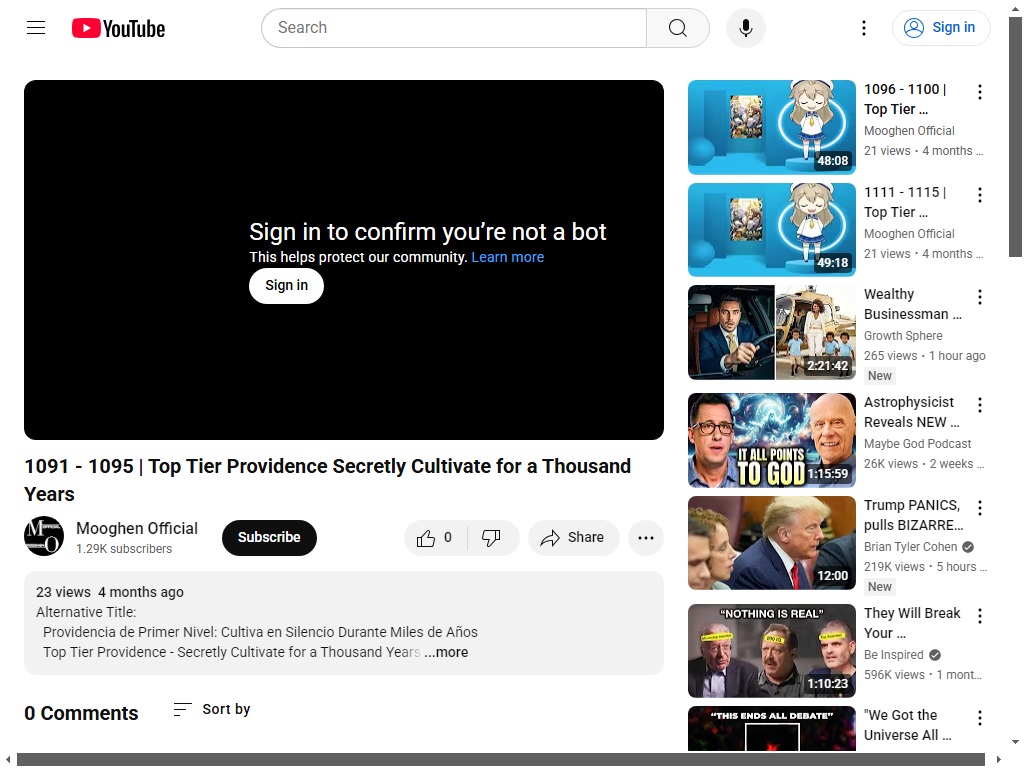 YouTube
Search
Sign in
Sign in to confirm you’re not a bot
This helps protect our community. Learn more
Sign in
1091 - 1095 | Top Tier Providence Secretly Cultivate for a Thousand
Years
Mooghen Official
1.29K subscribers
Subscribe
0
Share
23 views 4 months ago
Alternative Title:
Providencia de Primer Nivel: Cultiva en Silencio Durante Miles de Años
Top Tier Providence - Secretly Cultivate for a Thousand Years ...more
0 Comments
Sort by
48:08
1096 - 1100 |
Top Tier ...
Mooghen Official
21 views • 4 months ...
49:18
1111 - 1115 |
Top Tier ...
Mooghen Official
21 views • 4 months ...
2:21:42
Wealthy
Businessman ...
Growth Sphere
265 views • 1 hour ago
New
IT ALL POINTS
TO GOD
1:15:59
Astrophysicist
Reveals NEW ...
Maybe God Podcast
26K views • 2 weeks ...
12:00
Trump PANICS,
pulls BIZARRE...
Brian Tyler Cohen
219K views • 5 hours ...
New
"NOTHING IS REAL"
1:10:23
They Will Break
Your ...
Be Inspired
596K views • 1 mont...
"THIS ENDS ALL DEBATE"
"We Got the
Universe All ...